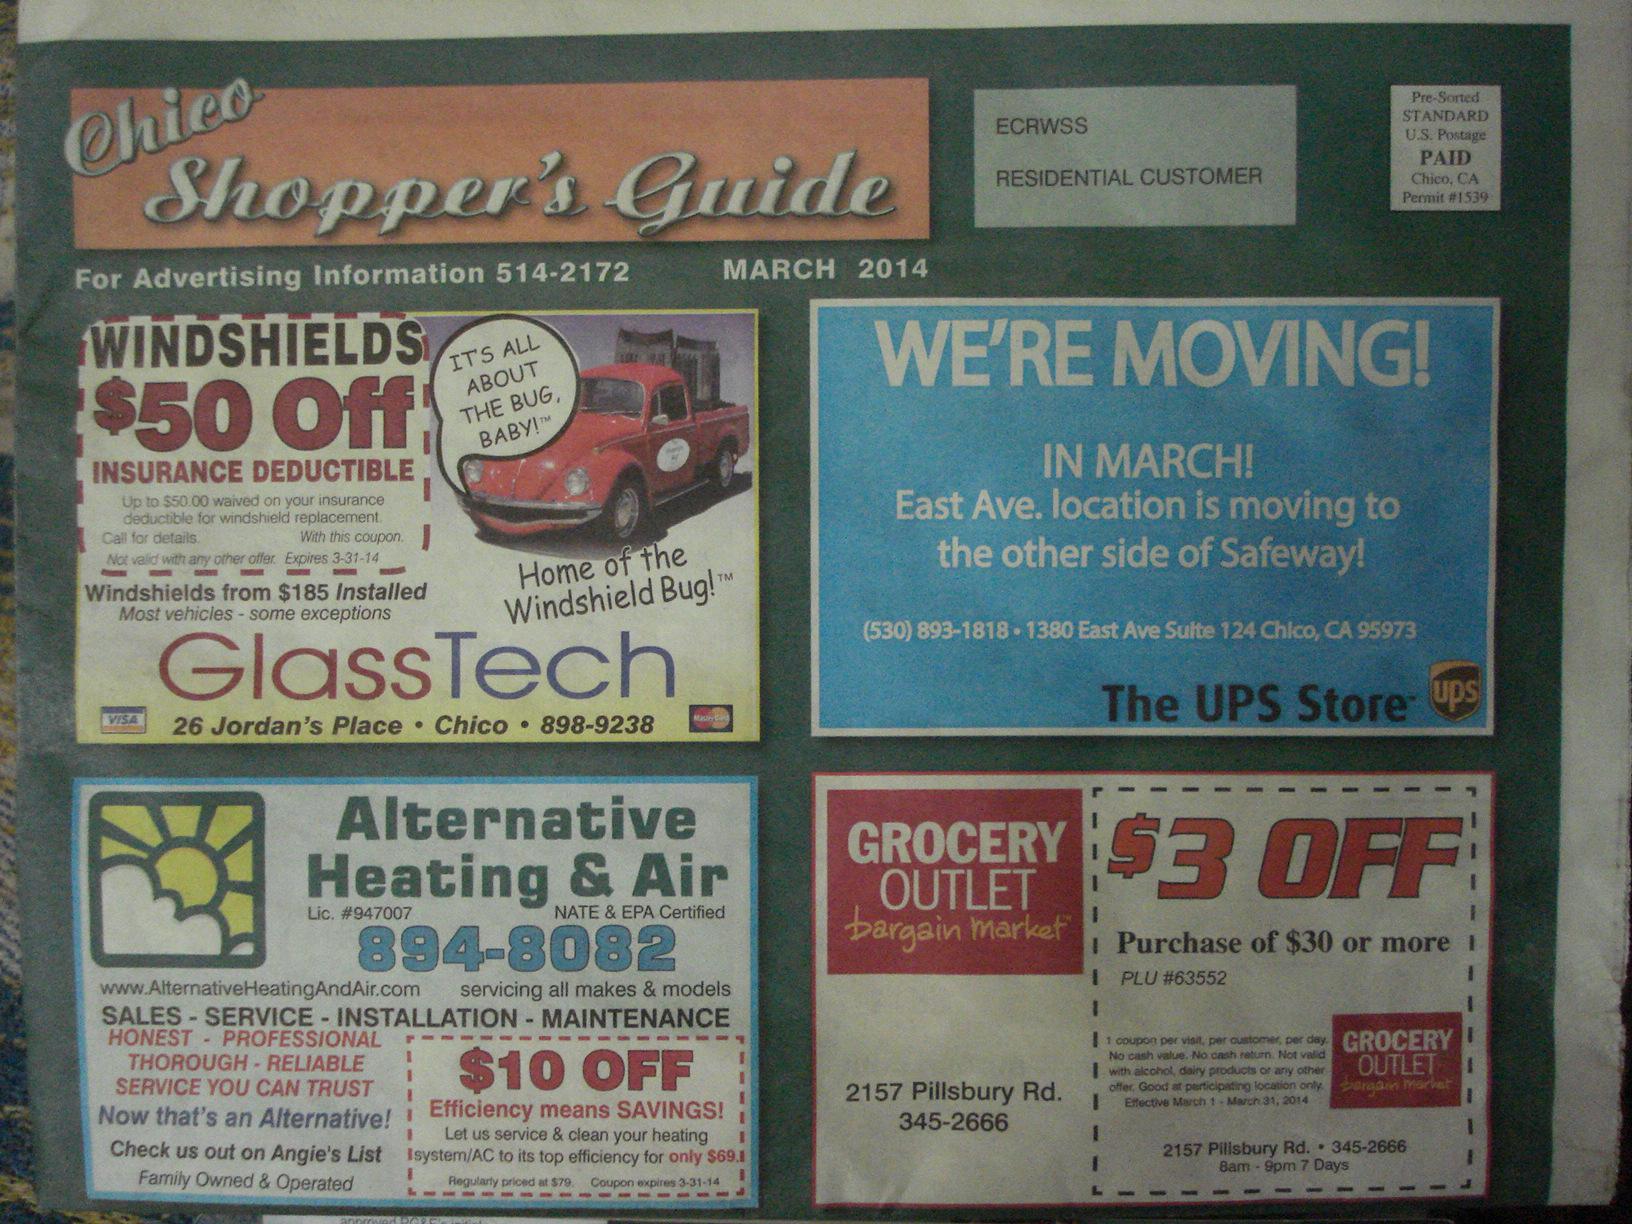 Chico
Shopper's Guide
ECRWSS
RESIDENTIAL CUSTOMER
Pre-Sorted
STANDARD
U.S. Postage
PAID
Chico, CA
Permit #1539
For Advertising Information 514-2172
MARCH 2014
WINDSHIELDS
$50 Off
INSURANCE DEDUCTIBLE
Up to $50.00 waived on your insurance
deductible for windshield replacement.
Call for details. With this coupon.
Not valid with any other offer. Expires 3-31-14
Windshields from $185 Installed
Most vehicles - some exceptions
IT'S ALL
ABOUT
THE BUG,
BABY!™
Home of the
Windshield Bug!™
GlassTech
VISA
26 Jordan's Place • Chico • 898-9238
MasterCard
WE'RE MOVING!
IN MARCH!
East Ave. location is moving to
the other side of Safeway!
(530) 893-1818 • 1380 East Ave Suite 124 Chico, CA 95973
The UPS Store™
ups
Alternative
Heating & Air
Lic. #947007 NATE & EPA Certified
894-8082
www.AlternativeHeatingAndAir.com servicing all makes & models
SALES - SERVICE - INSTALLATION - MAINTENANCE
HONEST - PROFESSIONAL
THOROUGH - RELIABLE
SERVICE YOU CAN TRUST
Now that's an Alternative!
Check us out on Angie's List
Family Owned & Operated
$10 OFF
Efficiency means SAVINGS!
Let us service & clean your heating
system/AC to its top efficiency for only $69.
Regularly priced at $79. Coupon expires 3-31-14
GROCERY
OUTLET
bargain market™
2157 Pillsbury Rd.
345-2666
$3 OFF
Purchase of $30 or more
PLU #63552
1 coupon per visit, per customer, per day.
No cash value. No cash return. Not valid
with alcohol, dairy products or any other
offer. Good at participating location only.
Effective March 1 - March 31, 2014
GROCERY
OUTLET
bargain market
2157 Pillsbury Rd. • 345-2666
8am - 9pm 7 Days